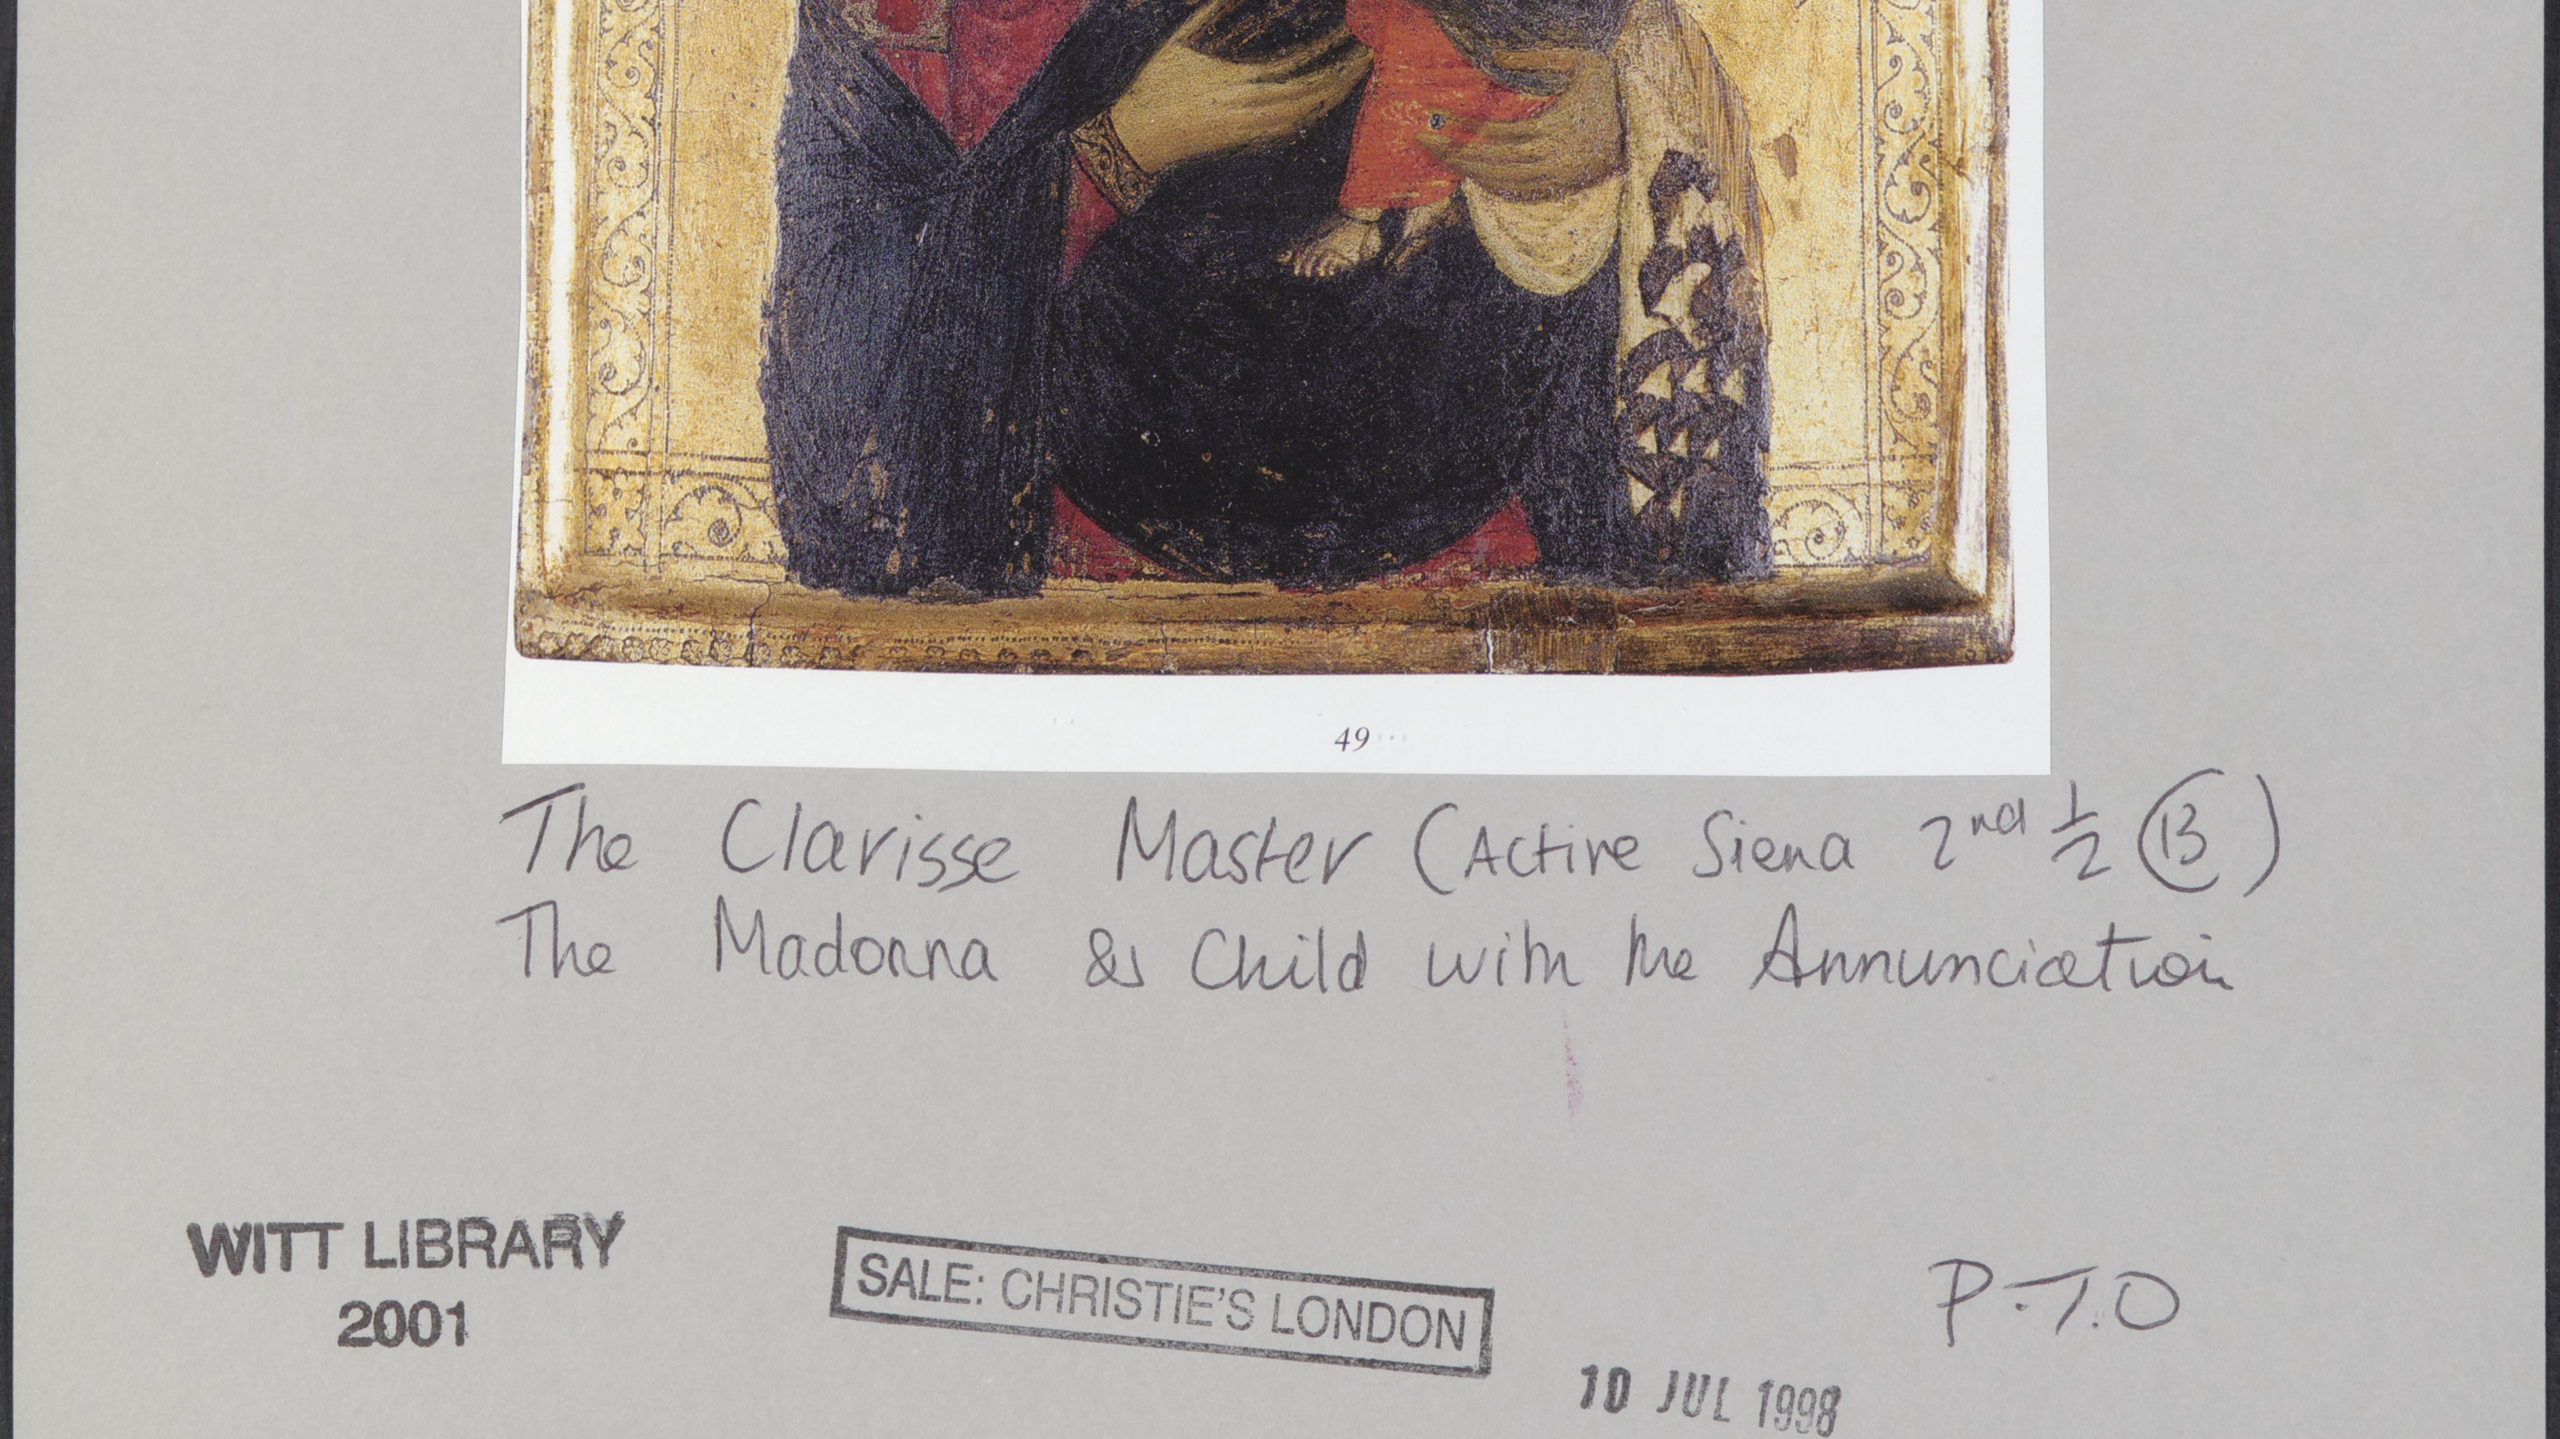 49
The Clarisse Master (Active Siena 2nd ½ 13)
The Madonna & Child with the Annunciation
WITT LIBRARY
2001
SALE: CHRISTIE'S LONDON
P.T.O
10 JUL 1998